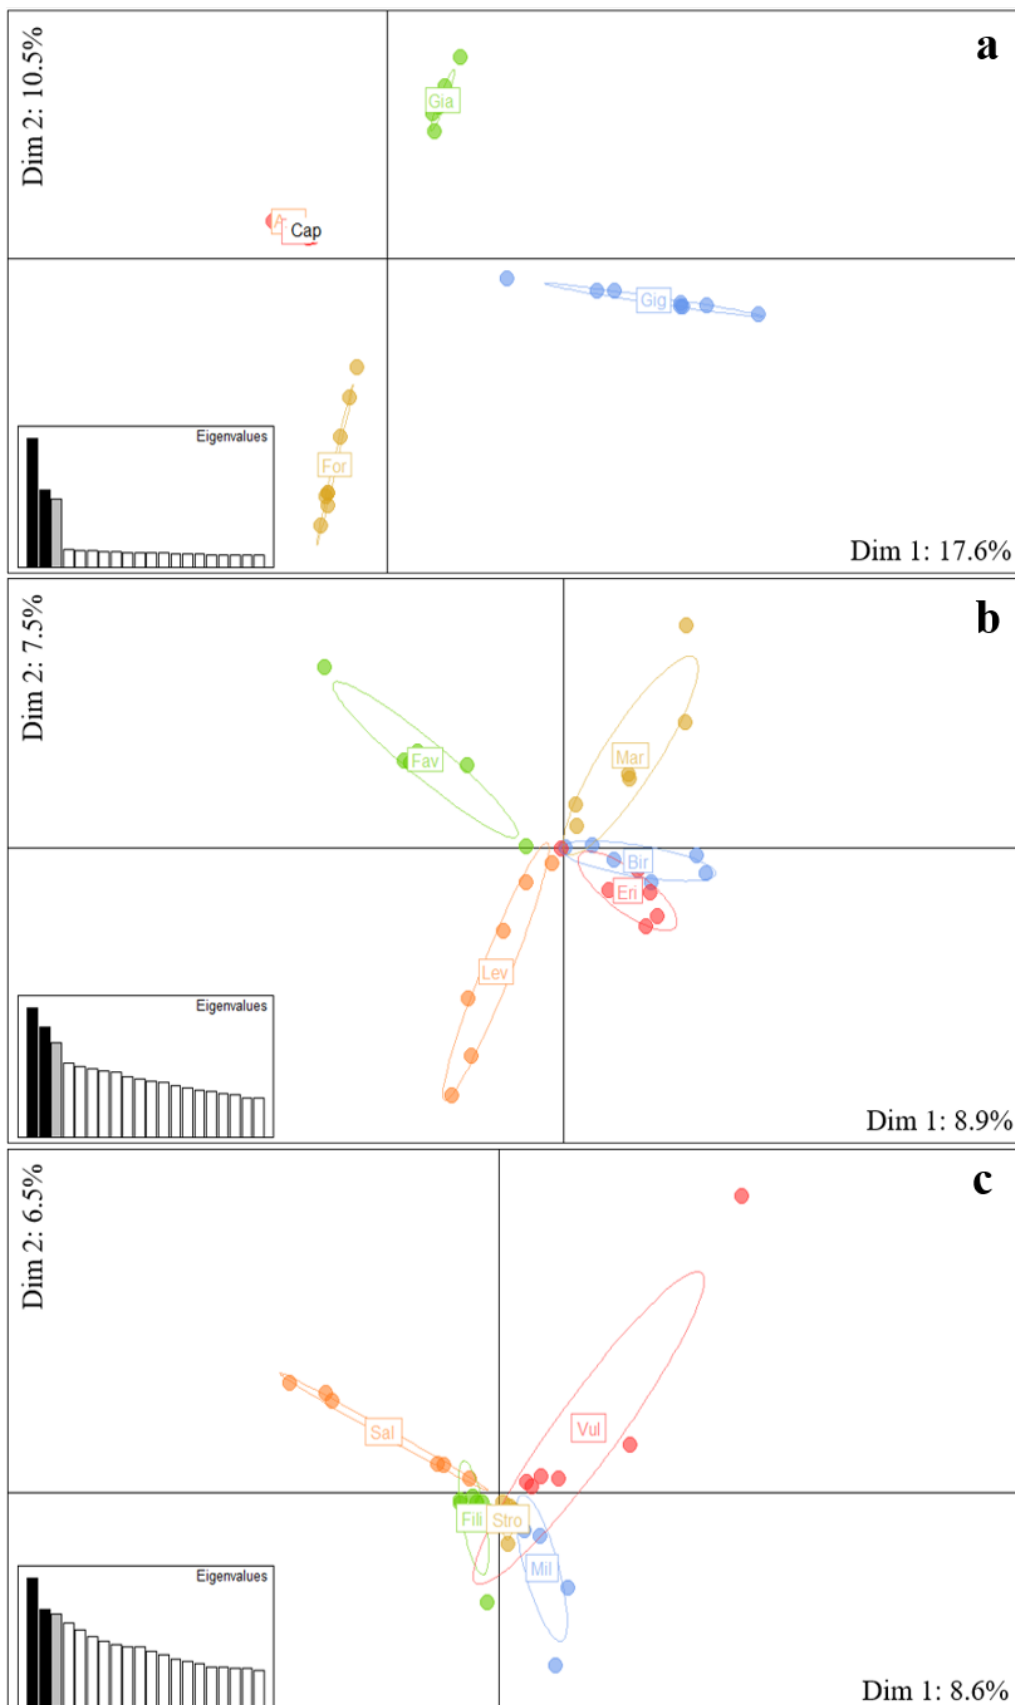 a
Dim 2: 10.5%
Gia
A
Cap
Gig
For
Eigenvalues
Dim 1: 17.6%
b
Dim 2: 7.5%
Mar
Fav
Bir
Eri
Lev
Eigenvalues
Dim 1: 8.9%
c
Dim 2: 6.5%
Vul
Sal
Fili
Stro
Mil
Eigenvalues
Dim 1: 8.6%